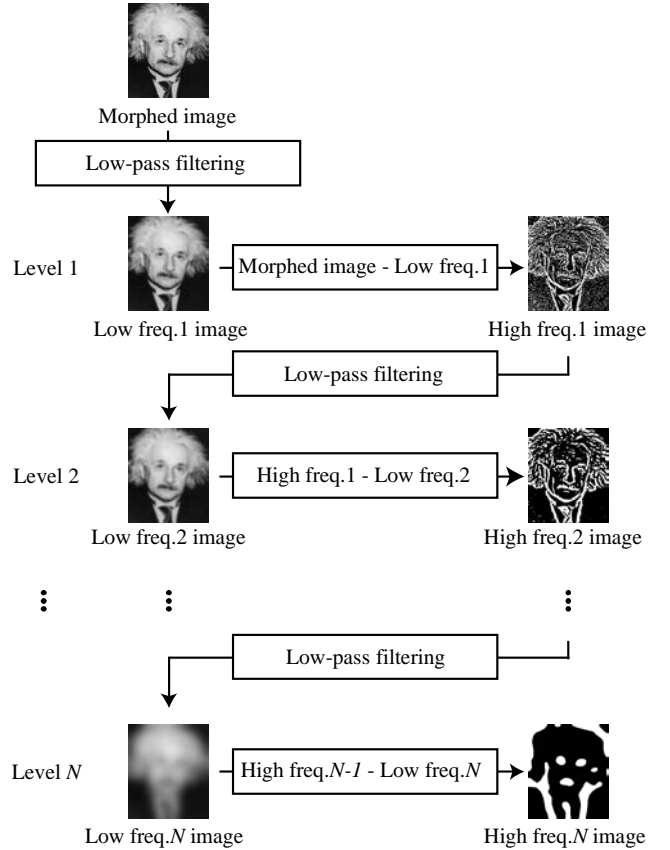 Morphed image
Low-pass filtering
Level 1
Morphed image - Low freq.1
Low freq.1 image
High freq.1 image
Low-pass filtering
Level 2
High freq.1 - Low freq.2
Low freq.2 image
High freq.2 image
Low-pass filtering
Level N
High freq.N-1 - Low freq.N
Low freq.N image
High freq.N image